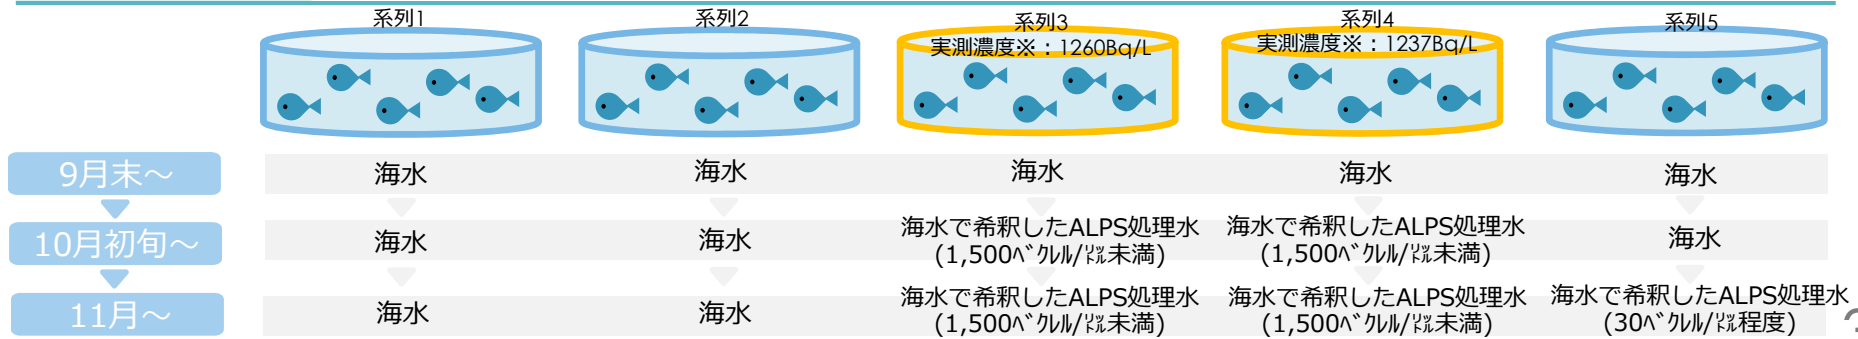 系列1
系列2
系列3
実測濃度※：1260Bq/L
系列4
実測濃度※：1237Bq/L
系列5
9月末～
海水
海水
海水
海水
海水
10月初旬～
海水
海水
海水で希釈したALPS処理水
(1,500ﾍﾞｸﾚﾙ/㍑未満)
海水で希釈したALPS処理水
(1,500ﾍﾞｸﾚﾙ/㍑未満)
海水
11月～
海水
海水
海水で希釈したALPS処理水
(1,500ﾍﾞｸﾚﾙ/㍑未満)
海水で希釈したALPS処理水
(1,500ﾍﾞｸﾚﾙ/㍑未満)
海水で希釈したALPS処理水
(30ﾍﾞｸﾚﾙ/㍑程度)